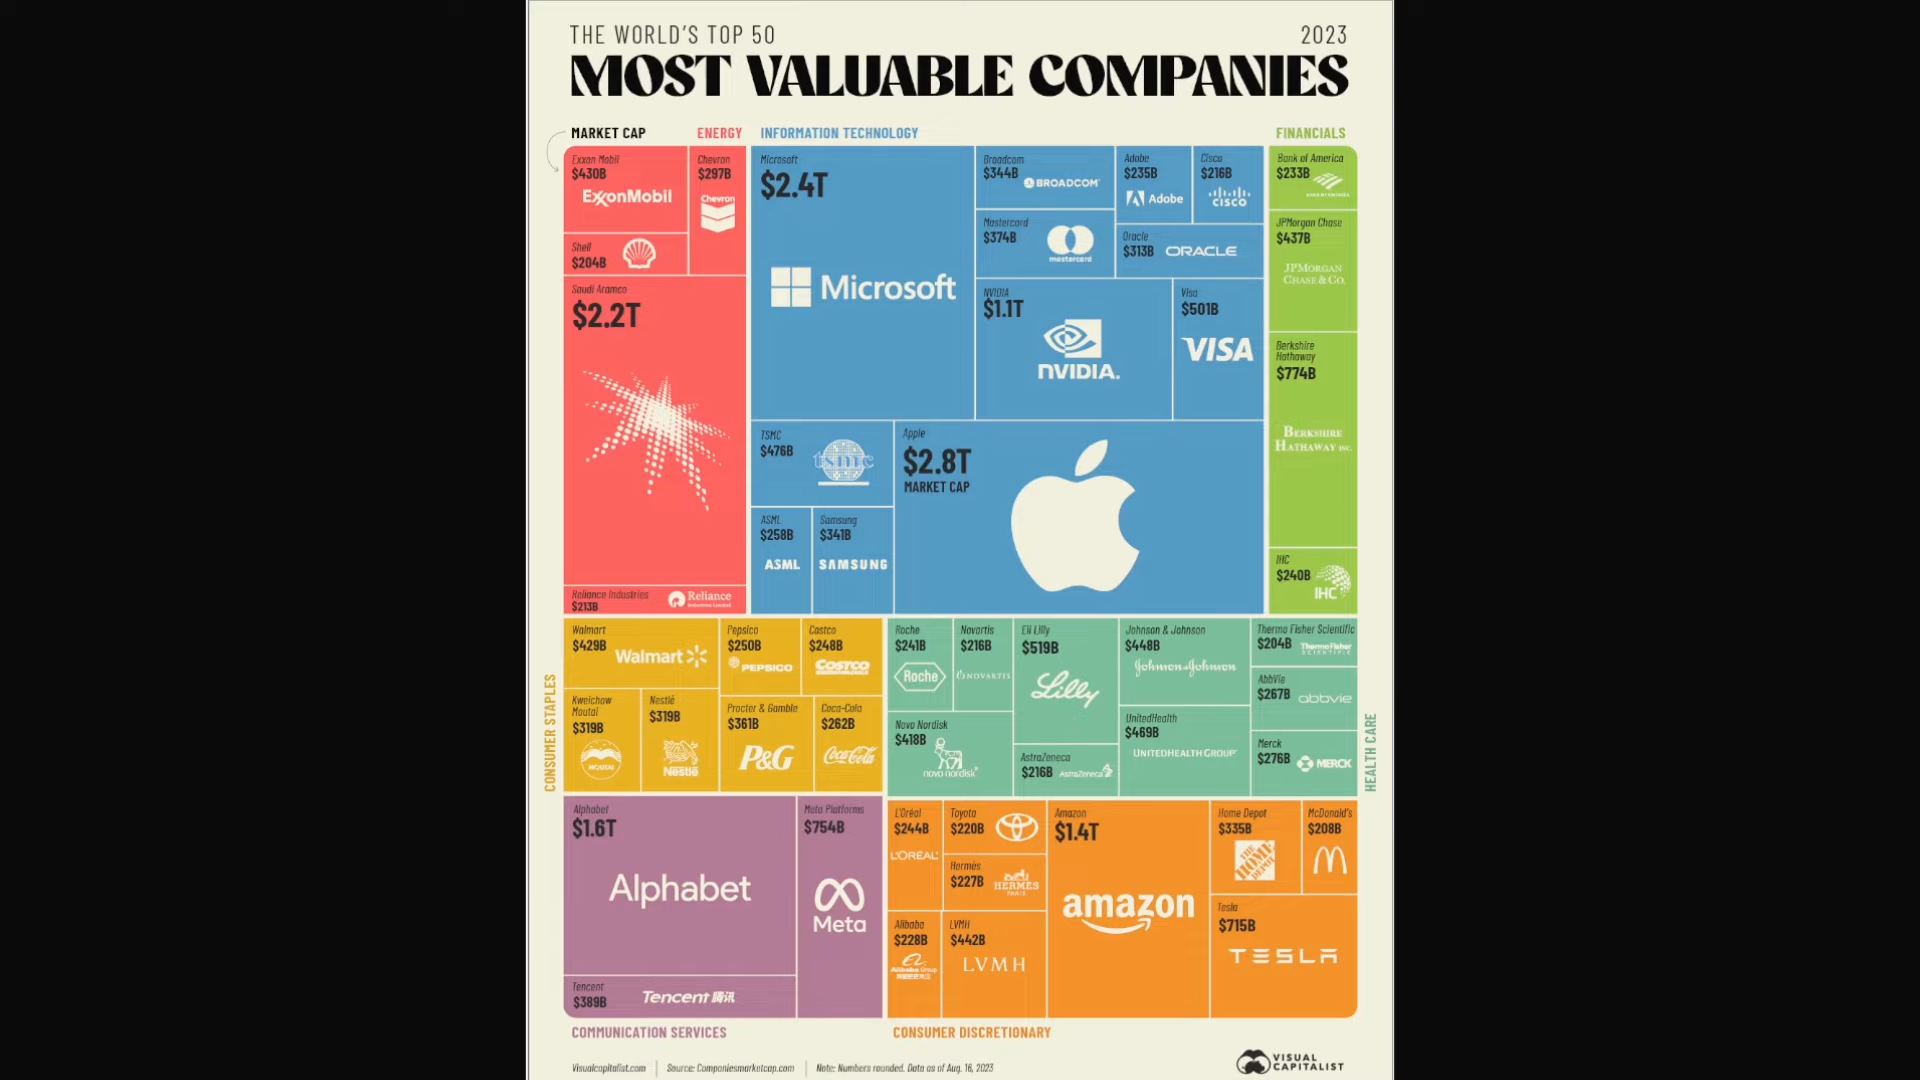 THE WORLD'S TOP 50
2023
MOST VALUABLE COMPANIES
MARKET CAP
ENERGY
INFORMATION TECHNOLOGY
FINANCIALS
Exxon Mobil
$430B
ExxonMobil
Chevron
$297B
Chevron
Shell
$204B
Saudi Aramco
$2.2T
Reliance Industries
$213B
Reliance
Microsoft
$2.4T
Microsoft
Broadcom
$344B
BROADCOM
Adobe
$235B
Adobe
Cisco
$216B
CISCO
Mastercard
$374B
mastercard
Oracle
$313B
ORACLE
NVIDIA
$1.1T
NVIDIA.
Visa
$501B
VISA
TSMC
$476B
tsmc
Apple
$2.8T
MARKET CAP
ASML
$258B
ASML
Samsung
$341B
SAMSUNG
Bank of America
$233B
JPMorgan Chase
$437B
JPMORGAN
CHASE & CO.
Berkshire
Hathaway
$774B
BERKSHIRE
HATHAWAY INC.
IHC
$240B
IHC
CONSUMER STAPLES
Walmart
$429B
Walmart
Pepsico
$250B
PEPSICO
Costco
$248B
COSTCO
Kweichow
Moutai
$319B
MOUTAI
Nestlé
$319B
Nestlé
Procter & Gamble
$361B
P&G
Coca-Cola
$262B
Coca-Cola
HEALTH CARE
Roche
$241B
Roche
Novartis
$216B
NOVARTIS
Eli Lilly
$519B
Lilly
Johnson & Johnson
$448B
Johnson & Johnson
Thermo Fisher Scientific
$204B
ThermoFisher
SCIENTIFIC
AbbVie
$267B
abbvie
Novo Nordisk
$418B
novo nordisk
AstraZeneca
$216B
AstraZeneca
UnitedHealth
$469B
UNITEDHEALTH GROUP
Merck
$276B
MERCK
Alphabet
$1.6T
Alphabet
Meta Platforms
$754B
Meta
Tencent
$389B
Tencent 腾讯
COMMUNICATION SERVICES
L'Oréal
$244B
L'ORÉAL
Toyota
$220B
Hermès
$227B
HERMÈS
PARIS
Alibaba
$228B
Alibaba Group
LVMH
$442B
LVMH
Amazon
$1.4T
amazon
Home Depot
$335B
THE
HOME
DEPOT
McDonald's
$208B
Tesla
$715B
TESLA
CONSUMER DISCRETIONARY
Visualcapitalist.com
Source: Companiesmarketcap.com
Note: Numbers rounded. Data as of Aug. 16, 2023
VISUAL
CAPITALIST